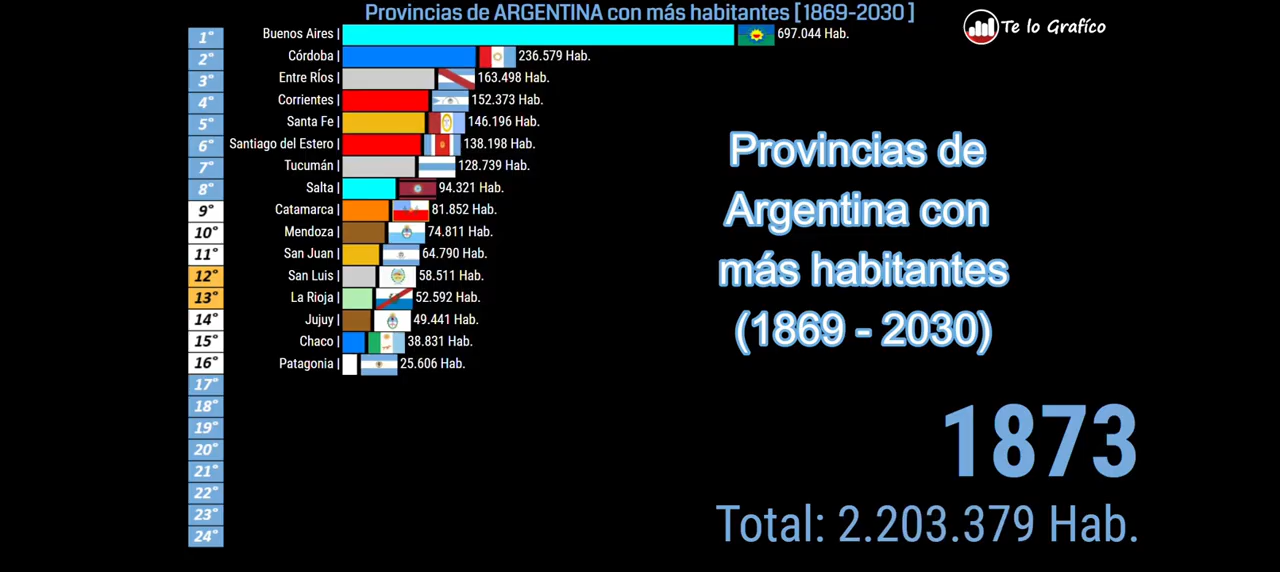 Provincias de ARGENTINA con más habitantes [1869-2030 ]
Te lo Grafíco
1° Buenos Aires | 697.044 Hab.
2° Córdoba | 236.579 Hab.
3° Entre RÍos | 163.498 Hab.
4° Corrientes | 152.373 Hab.
5° Santa Fe | 146.196 Hab.
6° Santiago del Estero | 138.198 Hab.
7° Tucumán | 128.739 Hab.
8° Salta | 94.321 Hab.
9° Catamarca | 81.852 Hab.
10° Mendoza | 74.811 Hab.
11° San Juan | 64.790 Hab.
12° San Luis | 58.511 Hab.
13° La Rioja | 52.592 Hab.
14° Jujuy | 49.441 Hab.
15° Chaco | 38.831 Hab.
16° Patagonia | 25.606 Hab.
17°
18°
19°
20°
21°
22°
23°
24°
Provincias de
Argentina con
más habitantes
(1869 - 2030)
1873
Total: 2.203.379 Hab.